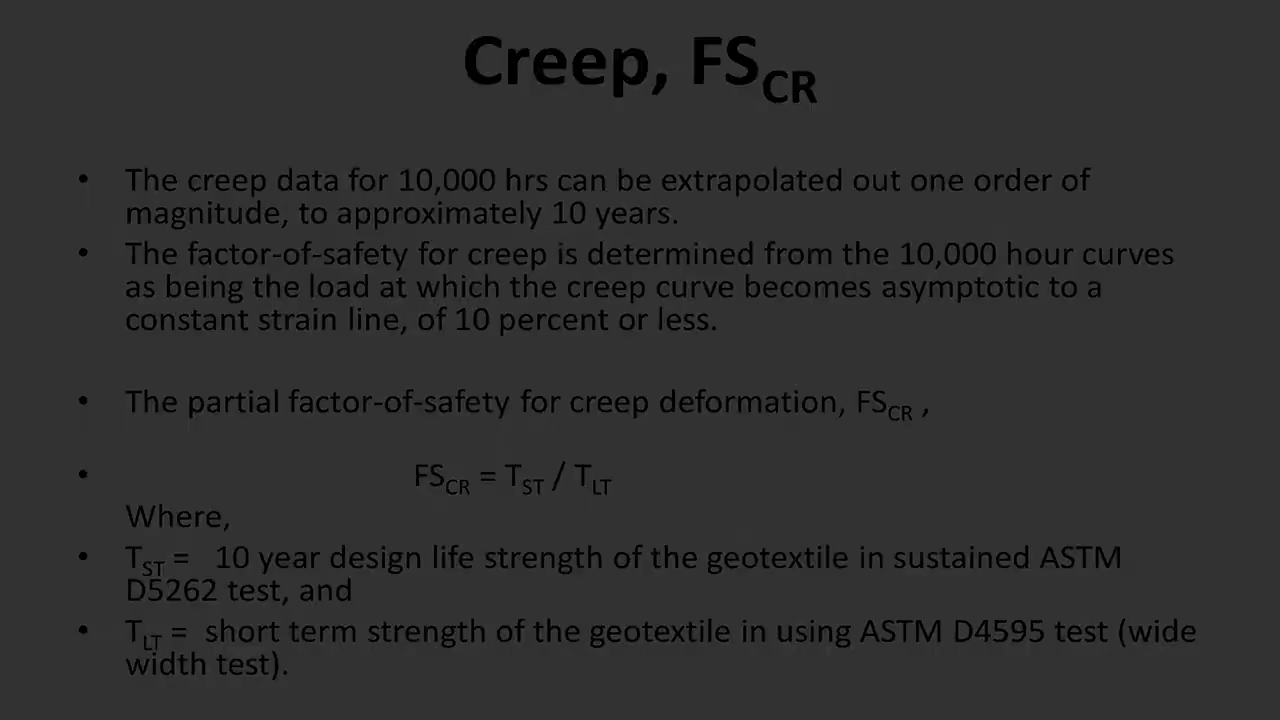 Creep, FSCR
• The creep data for 10,000 hrs can be extrapolated out one order of
magnitude, to approximately 10 years.
• The factor-of-safety for creep is determined from the 10,000 hour curves
as being the load at which the creep curve becomes asymptotic to a
constant strain line, of 10 percent or less.
• The partial factor-of-safety for creep deformation, FSCR ,
• FSCR = TST / TLT
Where,
• TST = 10 year design life strength of the geotextile in sustained ASTM
D5262 test, and
• TLT = short term strength of the geotextile in using ASTM D4595 test (wide
width test).